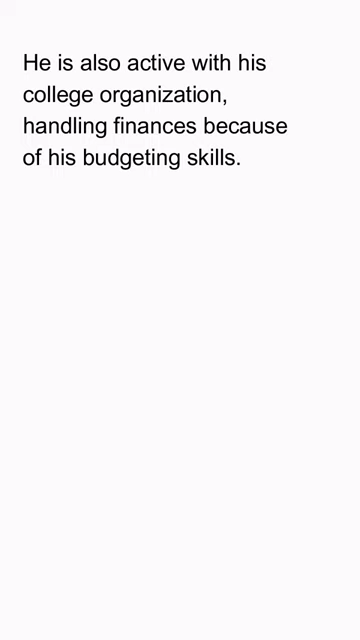 He is also active with his
college organization,
handling finances because
of his budgeting skills.